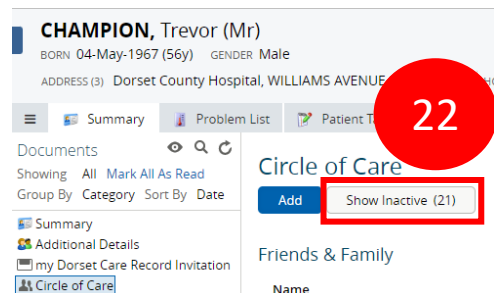 CHAMPION, Trevor (Mr)
BORN 04-May-1967 (56y) GENDER Male
ADDRESS (3) Dorset County Hospital, WILLIAMS AVENUE
Summary Problem List Patient
22
Documents
Showing All Mark All As Read
Group By Category Sort By Date
Summary
Additional Details
my Dorset Care Record Invitation
Circle of Care
Circle of Care
Add Show Inactive (21)
Friends & Family
Name